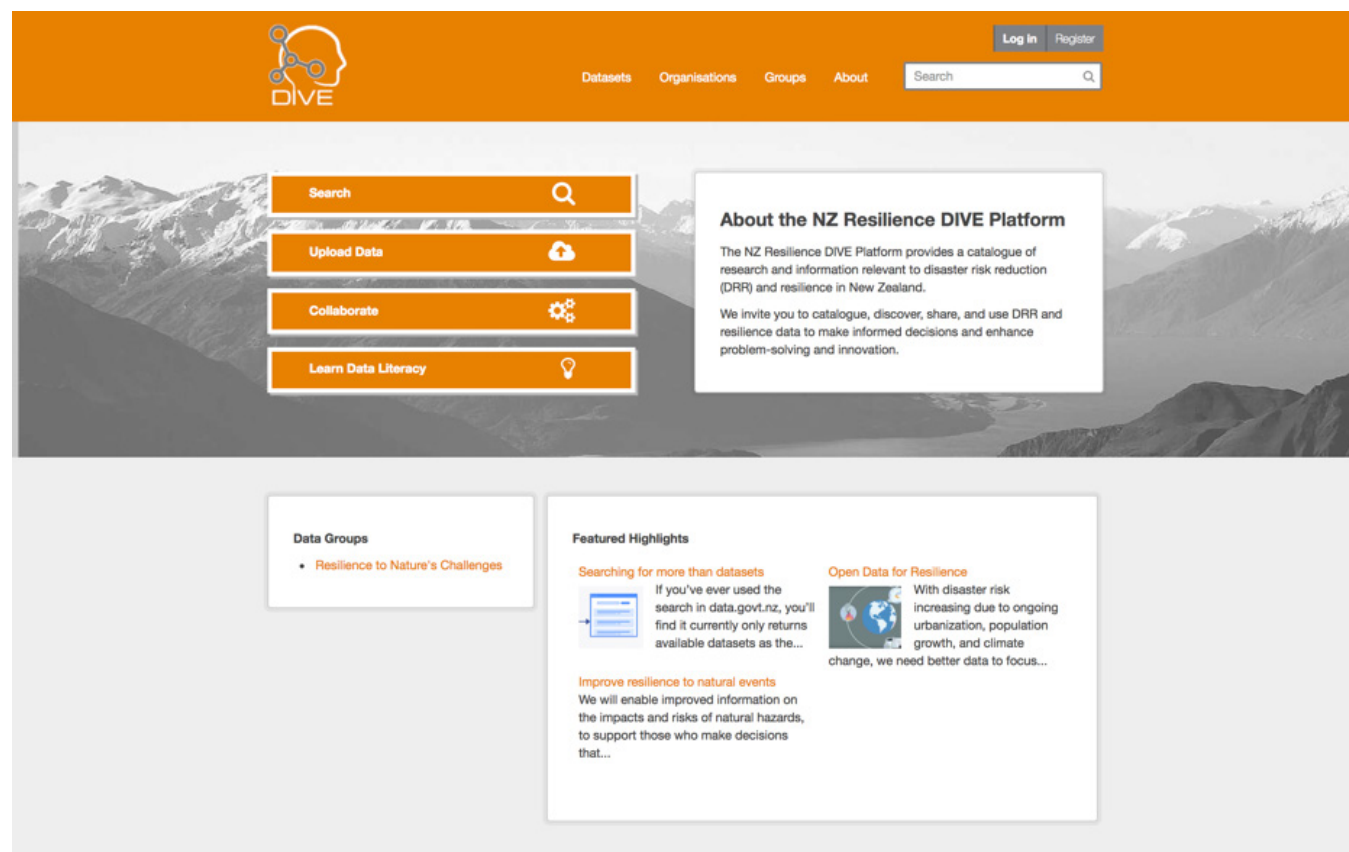 DIVE
Log in Register
Datasets Organisations Groups About Search
Search
Upload Data
Collaborate
Learn Data Literacy
About the NZ Resilience DIVE Platform
The NZ Resilience DIVE Platform provides a catalogue of
research and information relevant to disaster risk reduction
(DRR) and resilience in New Zealand.
We invite you to catalogue, discover, share, and use DRR and
resilience data to make informed decisions and enhance
problem-solving and innovation.
Data Groups
• Resilience to Nature's Challenges
Featured Highlights
Searching for more than datasets
If you've ever used the
search in data.govt.nz, you'll
find it currently only returns
available datasets as the...
Open Data for Resilience
With disaster risk
increasing due to ongoing
urbanization, population
growth, and climate
change, we need better data to focus...
Improve resilience to natural events
We will enable improved information on
the impacts and risks of natural hazards,
to support those who make decisions
that...